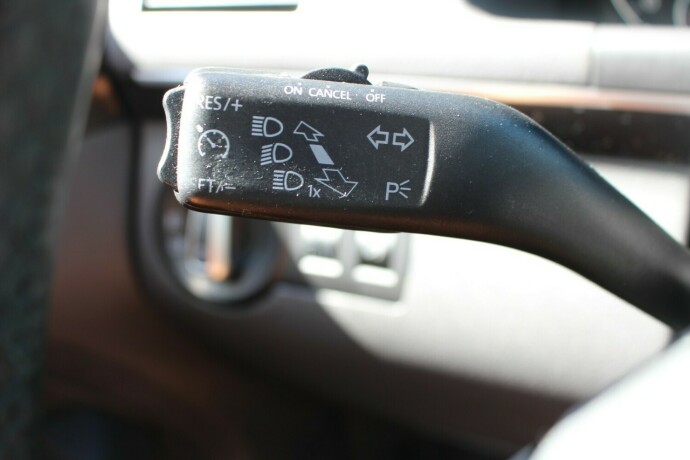 ON CANCEL OFF
RES/+
1x
P